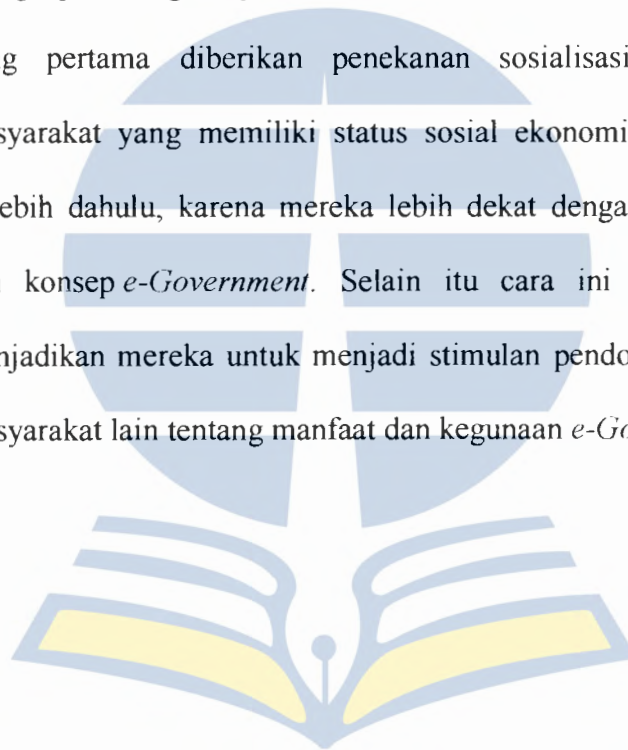 g pertama diberikan penekanan sosialisasi
syarakat yang memiliki status sosial ekonomi
ebih dahulu, karena mereka lebih dekat denga
konsep e-Government. Selain itu cara ini
njadikan mereka untuk menjadi stimulan pendo
syarakat lain tentang manfaat dan kegunaan e-Go